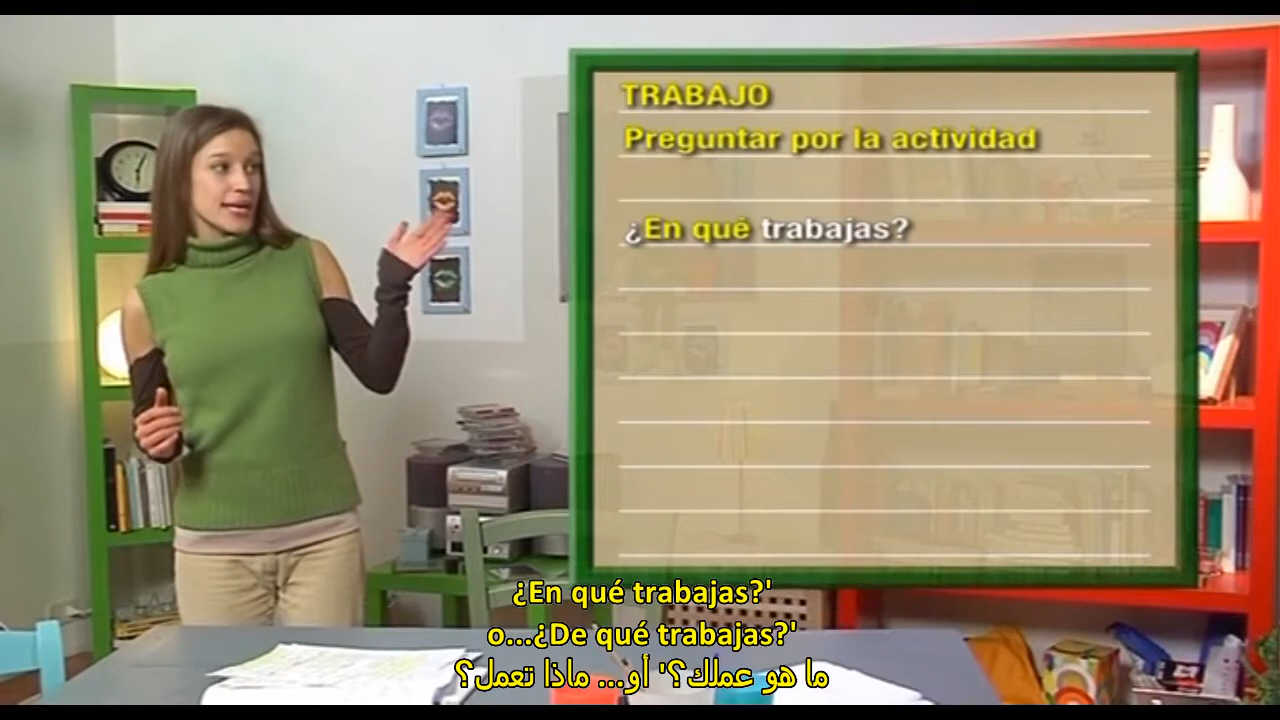 TRABAJO
Preguntar por la actividad
¿En qué trabajas?
¿En qué trabajas?'
o...¿De qué trabajas?'
ما هو عملك؟' أو... ماذا تعمل؟